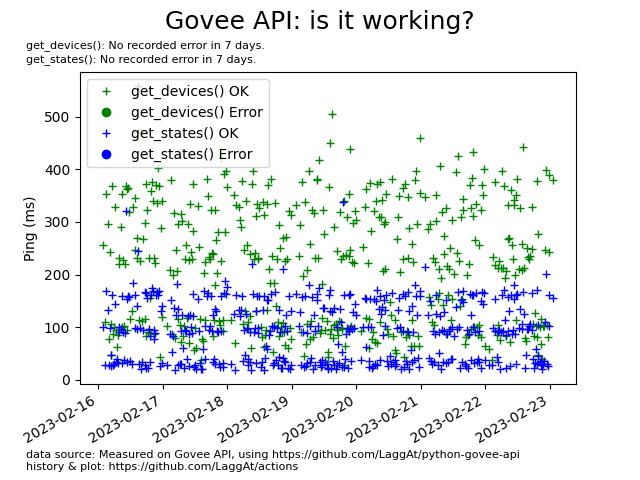 Govee API: is it working?
get_devices(): No recorded error in 7 days.
get_states(): No recorded error in 7 days.
get_devices() OK
get_devices() Error
get_states() OK
get_states() Error
Ping (ms)
500
400
300
200
100
0
2023-02-16
2023-02-17
2023-02-18
2023-02-19
2023-02-20
2023-02-21
2023-02-22
2023-02-23
data source: Measured on Govee API, using https://github.com/LaggAt/python-govee-api
history & plot: https://github.com/LaggAt/actions